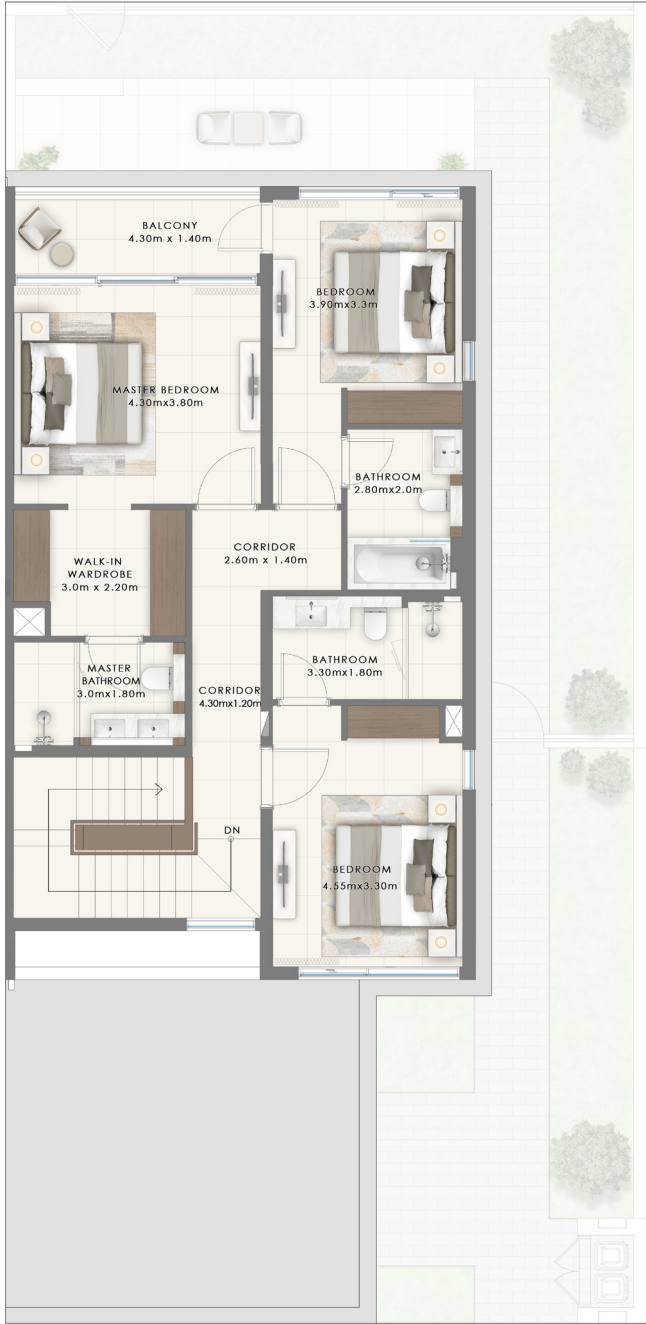 BALCONY
4.30m x 1.40m
BEDROOM
3.90mx3.3m
MASTER BEDROOM
4.30mx3.80m
BATHROOM
2.80mx2.0m
CORRIDOR
2.60m x 1.40m
WALK-IN
WARDROBE
3.0m x 2.20m
MASTER
BATHROOM
3.0mx1.80m
BATHROOM
3.30mx1.80m
CORRIDOR
4.30mx1.20m
DN
BEDROOM
4.55mx3.30m